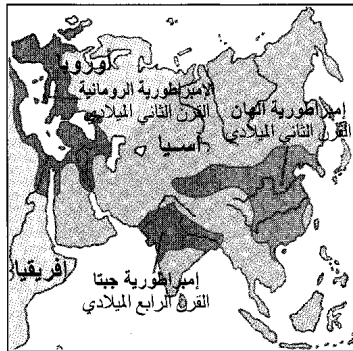 أوروبا
الإمبراطورية الرومانية
القرن الثاني الميلادي
إمبراطورية الهان
القرن الثاني الميلادي
آسيا
أفريقيا
إمبراطورية جبتا
القرن الرابع الميلادي